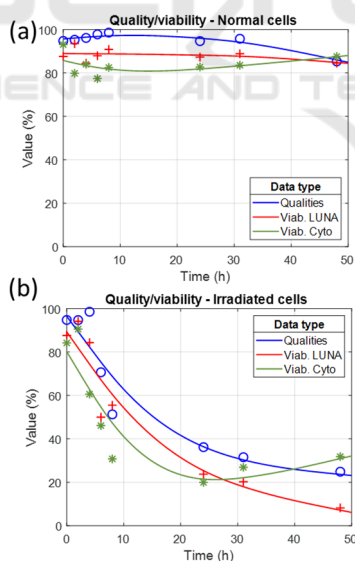 (a)
Quality/viability - Normal cells
100
80
60
40
20
0
Value (%)
Data type
Qualities
Viab. LUNA
Viab. Cyto
0 10 20 30 40 50
Time (h)
(b)
Quality/viability - Irradiated cells
100
80
60
40
20
0
Value (%)
Data type
Qualities
Viab. LUNA
Viab. Cyto
0 10 20 30 40 50
Time (h)